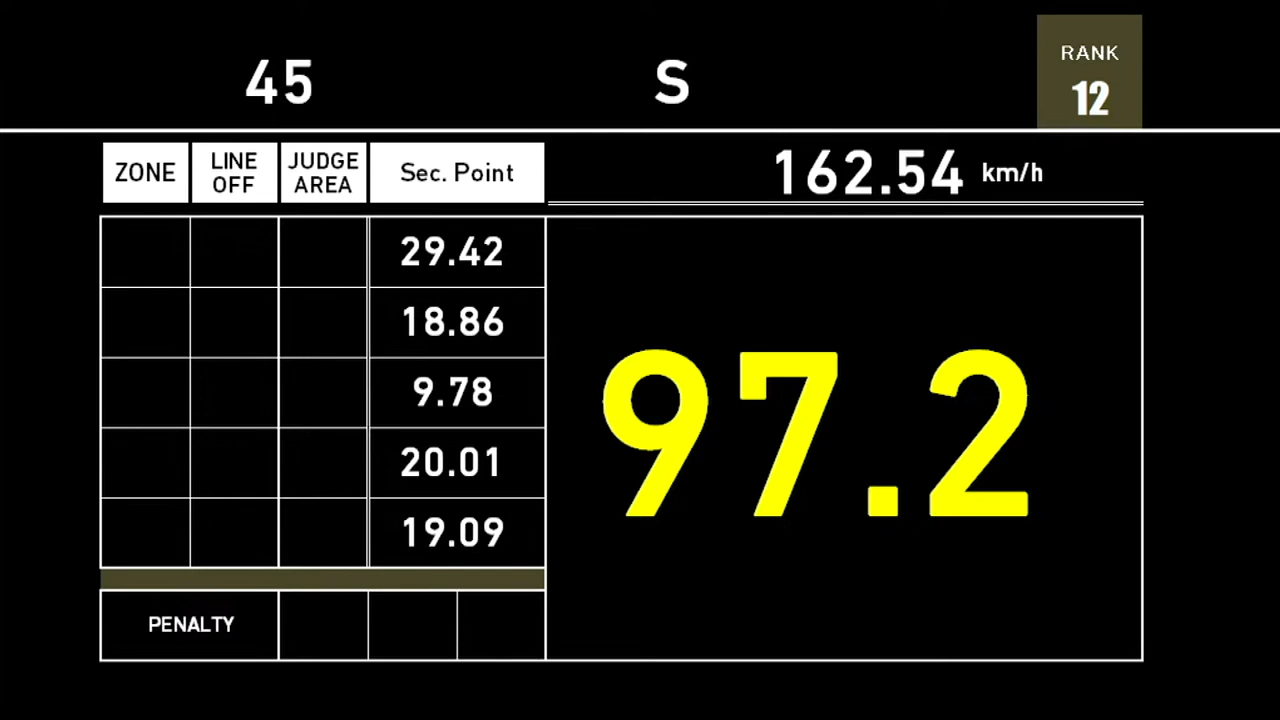 45 S RANK
12
ZONE LINE OFF JUDGE AREA Sec. Point 162.54 km/h
29.42
18.86
9.78
20.01
19.09
97.2
PENALTY